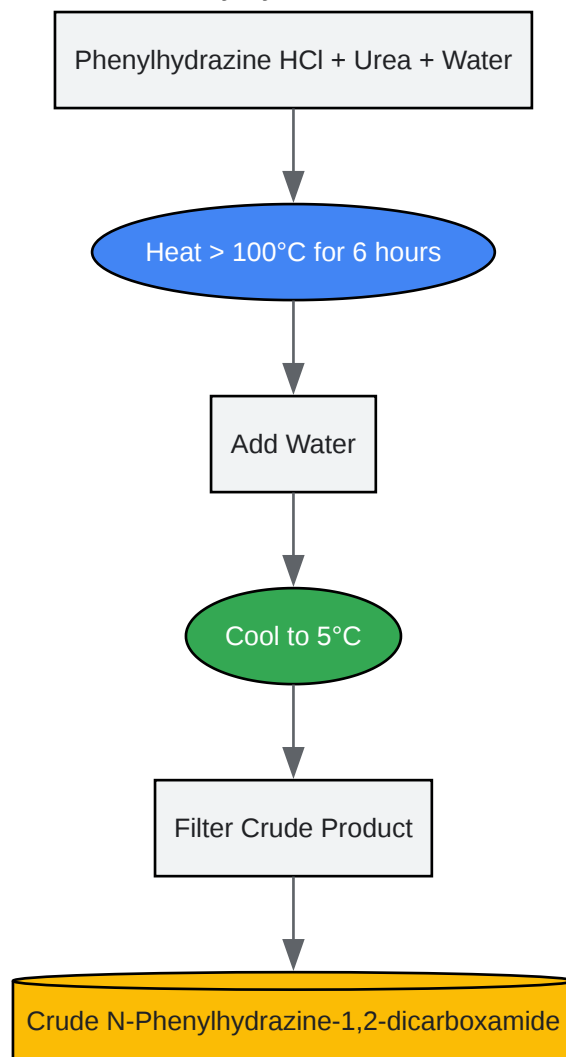 Phenylhydrazine HCl + Urea + Water
Heat > 100°C for 6 hours
Add Water
Cool to 5°C
Filter Crude Product
Crude N-Phenylhydrazine-1,2-dicarboxamide